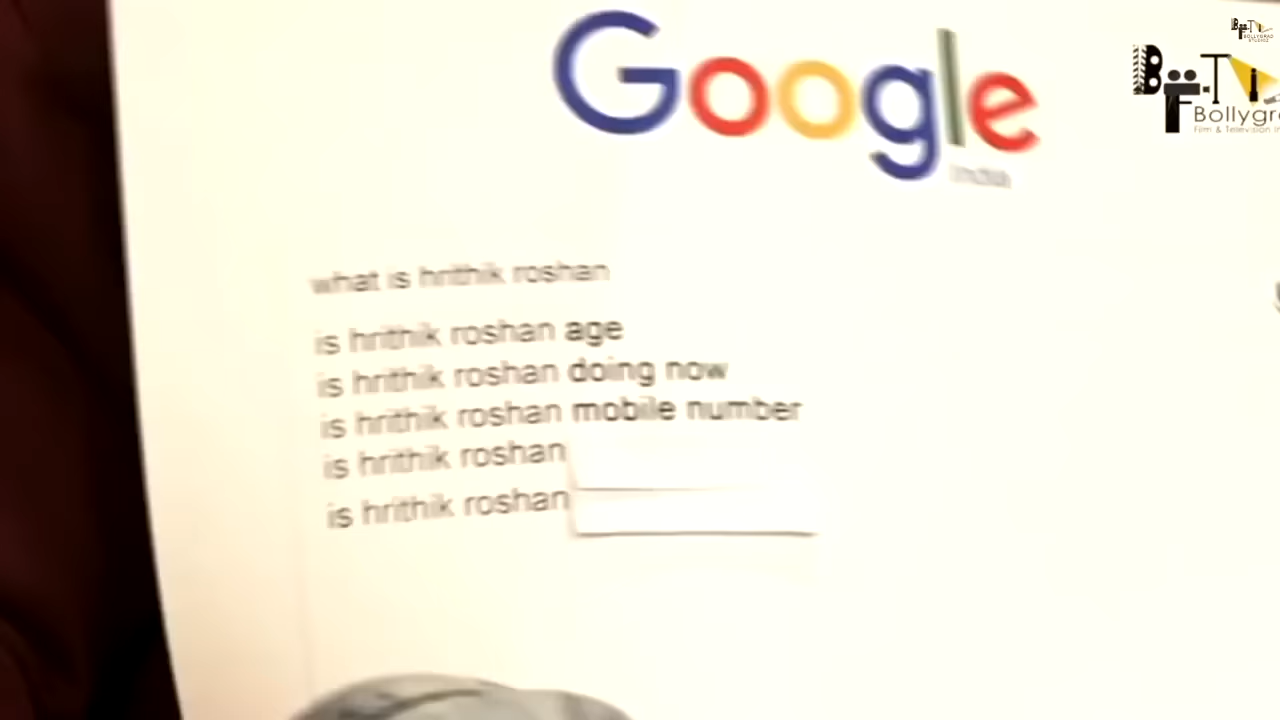 Google
India
what is hrithik roshan
is hrithik roshan age
is hrithik roshan doing now
is hrithik roshan mobile number
is hrithik roshan
is hrithik roshan